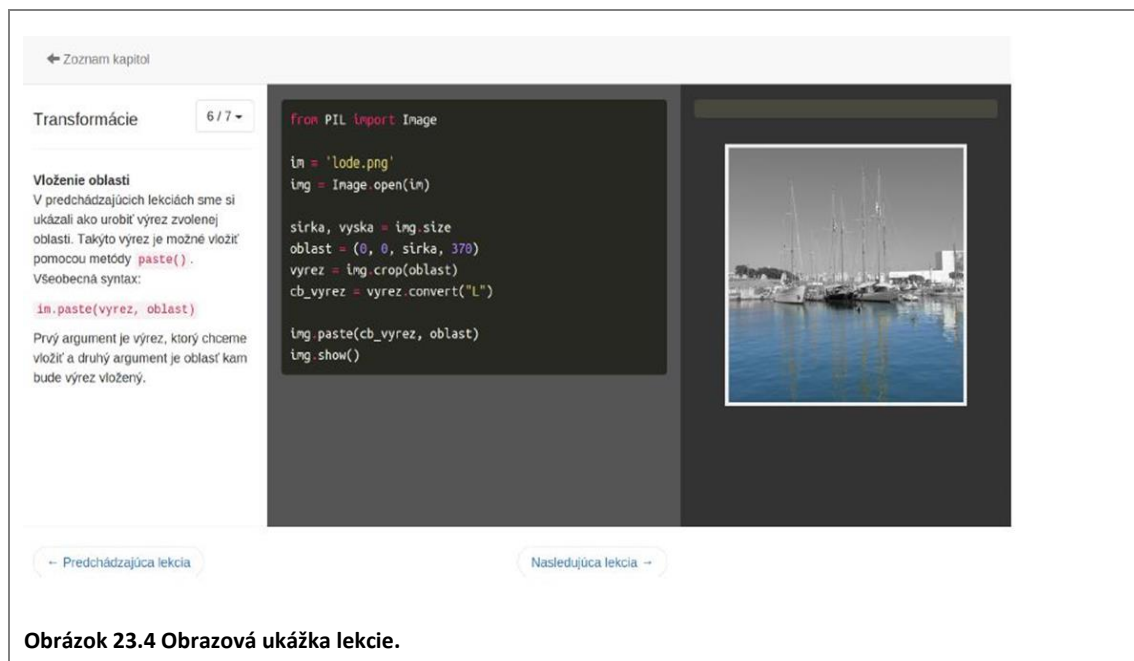 ← Zoznam kapitol
Transformácie
6 / 7
Vloženie oblasti
V predchádzajúcich lekciách sme si
ukázali ako urobiť výrez zvolenej
oblasti. Takýto výrez je možné vložiť
pomocou metódy paste() .
Všeobecná syntax:
im.paste(vyrez, oblast)
Prvý argument je výrez, ktorý chceme
vložiť a druhý argument je oblasť kam
bude výrez vložený.
from PIL import Image
im = 'lode.png'
img = Image.open(im)
sirka, vyska = img.size
oblast = (0, 0, sirka, 370)
vyrez = img.crop(oblast)
cb_vyrez = vyrez.convert("L")
img.paste(cb_vyrez, oblast)
img.show()
← Predchádzajúca lekcia
Nasledujúca lekcia →
Obrázok 23.4 Obrazová ukážka lekcie.